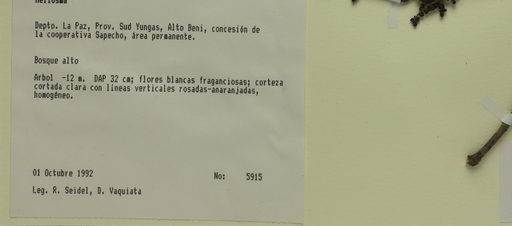 Meliosma
Depto. La Paz, Prov. Sud Yungas, Alto Beni, concesión de
la cooperativa Sapecho, área permanente.
Bosque alto
Arbol -12 m. DAP 32 cm; flores blancas fraganciosas; corteza
cortada clara con líneas verticales rosadas-anaranjadas,
homogéneo.
01 Octubre 1992 No: 5915
Leg. R. Seidel, D. Vaquiata